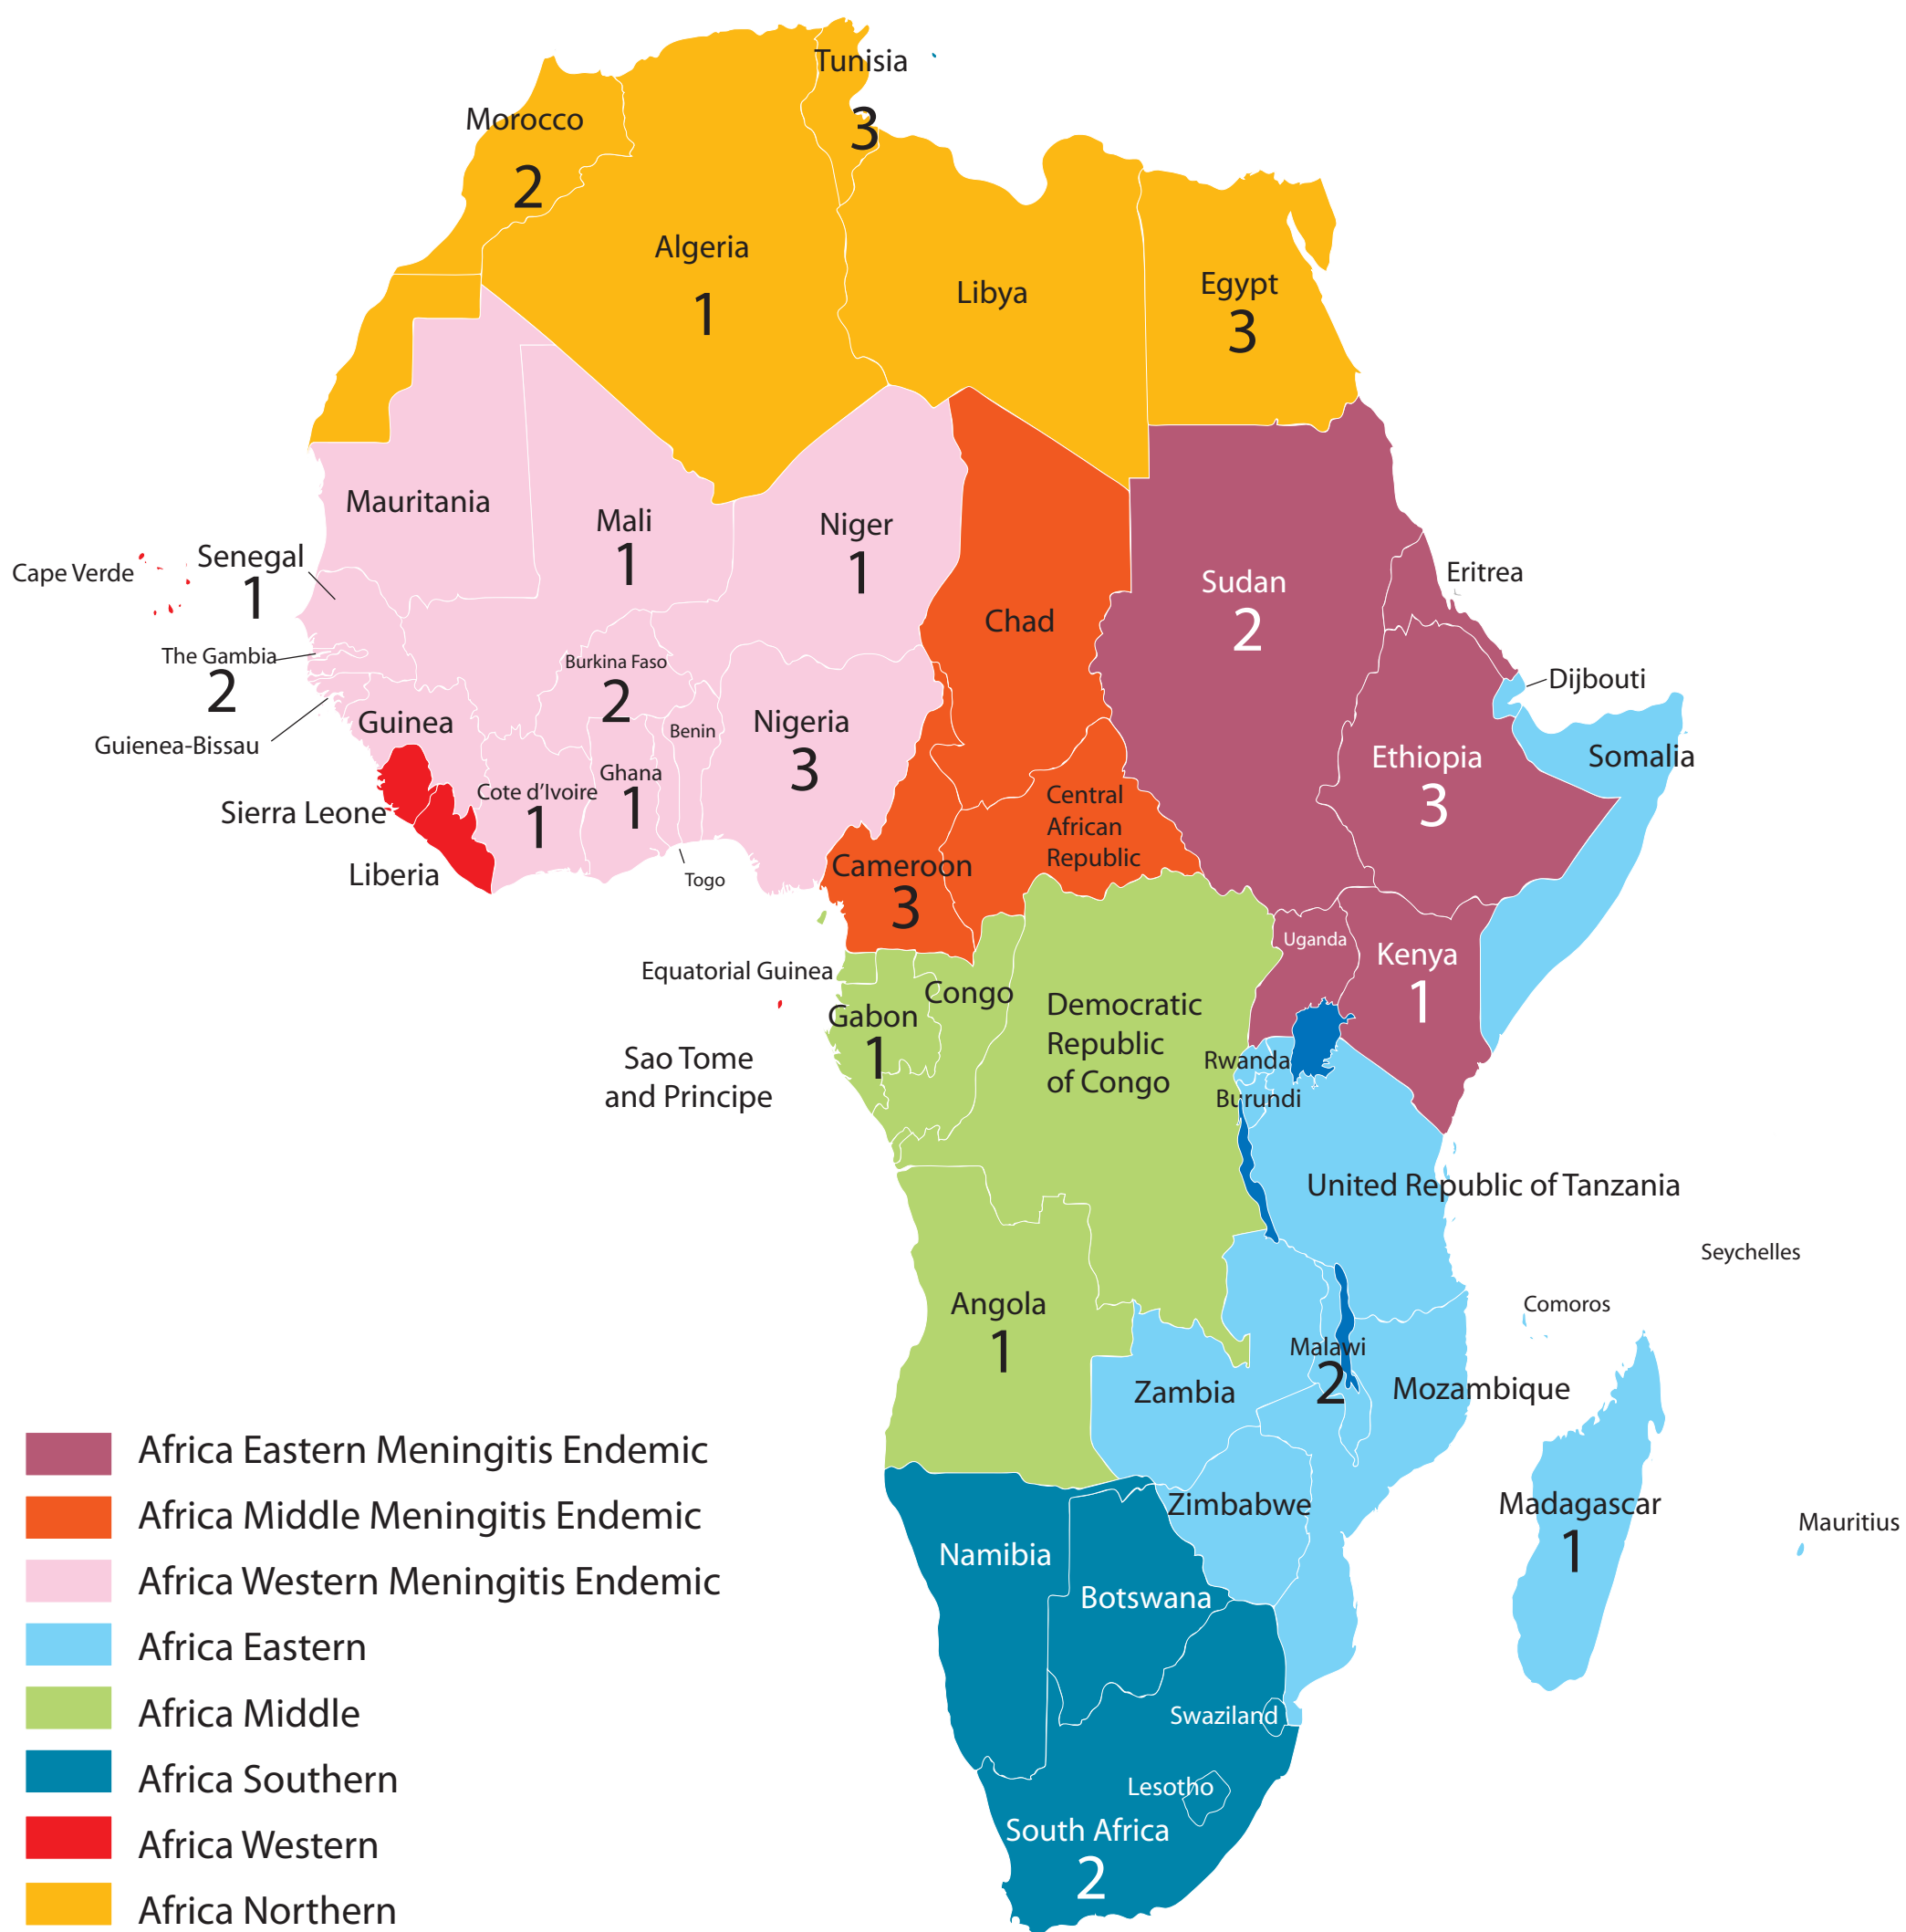 Tunisia
3
Morocco
2
Algeria
1
Libya
Egypt
3
Mauritania
Mali
1
Niger
1
Cape Verde
Senegal
1
Chad
Sudan
2
Eritrea
The Gambia
2
Burkina Faso
2
Dijbouti
Guinea
Guienea-Bissau
Benin
Nigeria
3
Ethiopia
3
Somalia
Sierra Leone
Cote d'Ivoire
1
Ghana
1
Central
African
Republic
Liberia
Togo
Cameroon
3
Uganda
Kenya
1
Equatorial Guinea
Congo
Gabon
1
Democratic
Republic
of Congo
Sao Tome
and Principe
Rwanda
Burundi
United Republic of Tanzania
Seychelles
Angola
1
Comoros
Malawi
2
Zambia
Mozambique
Zimbabwe
Madagascar
1
Mauritius
Namibia
Botswana
Swaziland
Lesotho
South Africa
2
Africa Eastern Meningitis Endemic
Africa Middle Meningitis Endemic
Africa Western Meningitis Endemic
Africa Eastern
Africa Middle
Africa Southern
Africa Western
Africa Northern